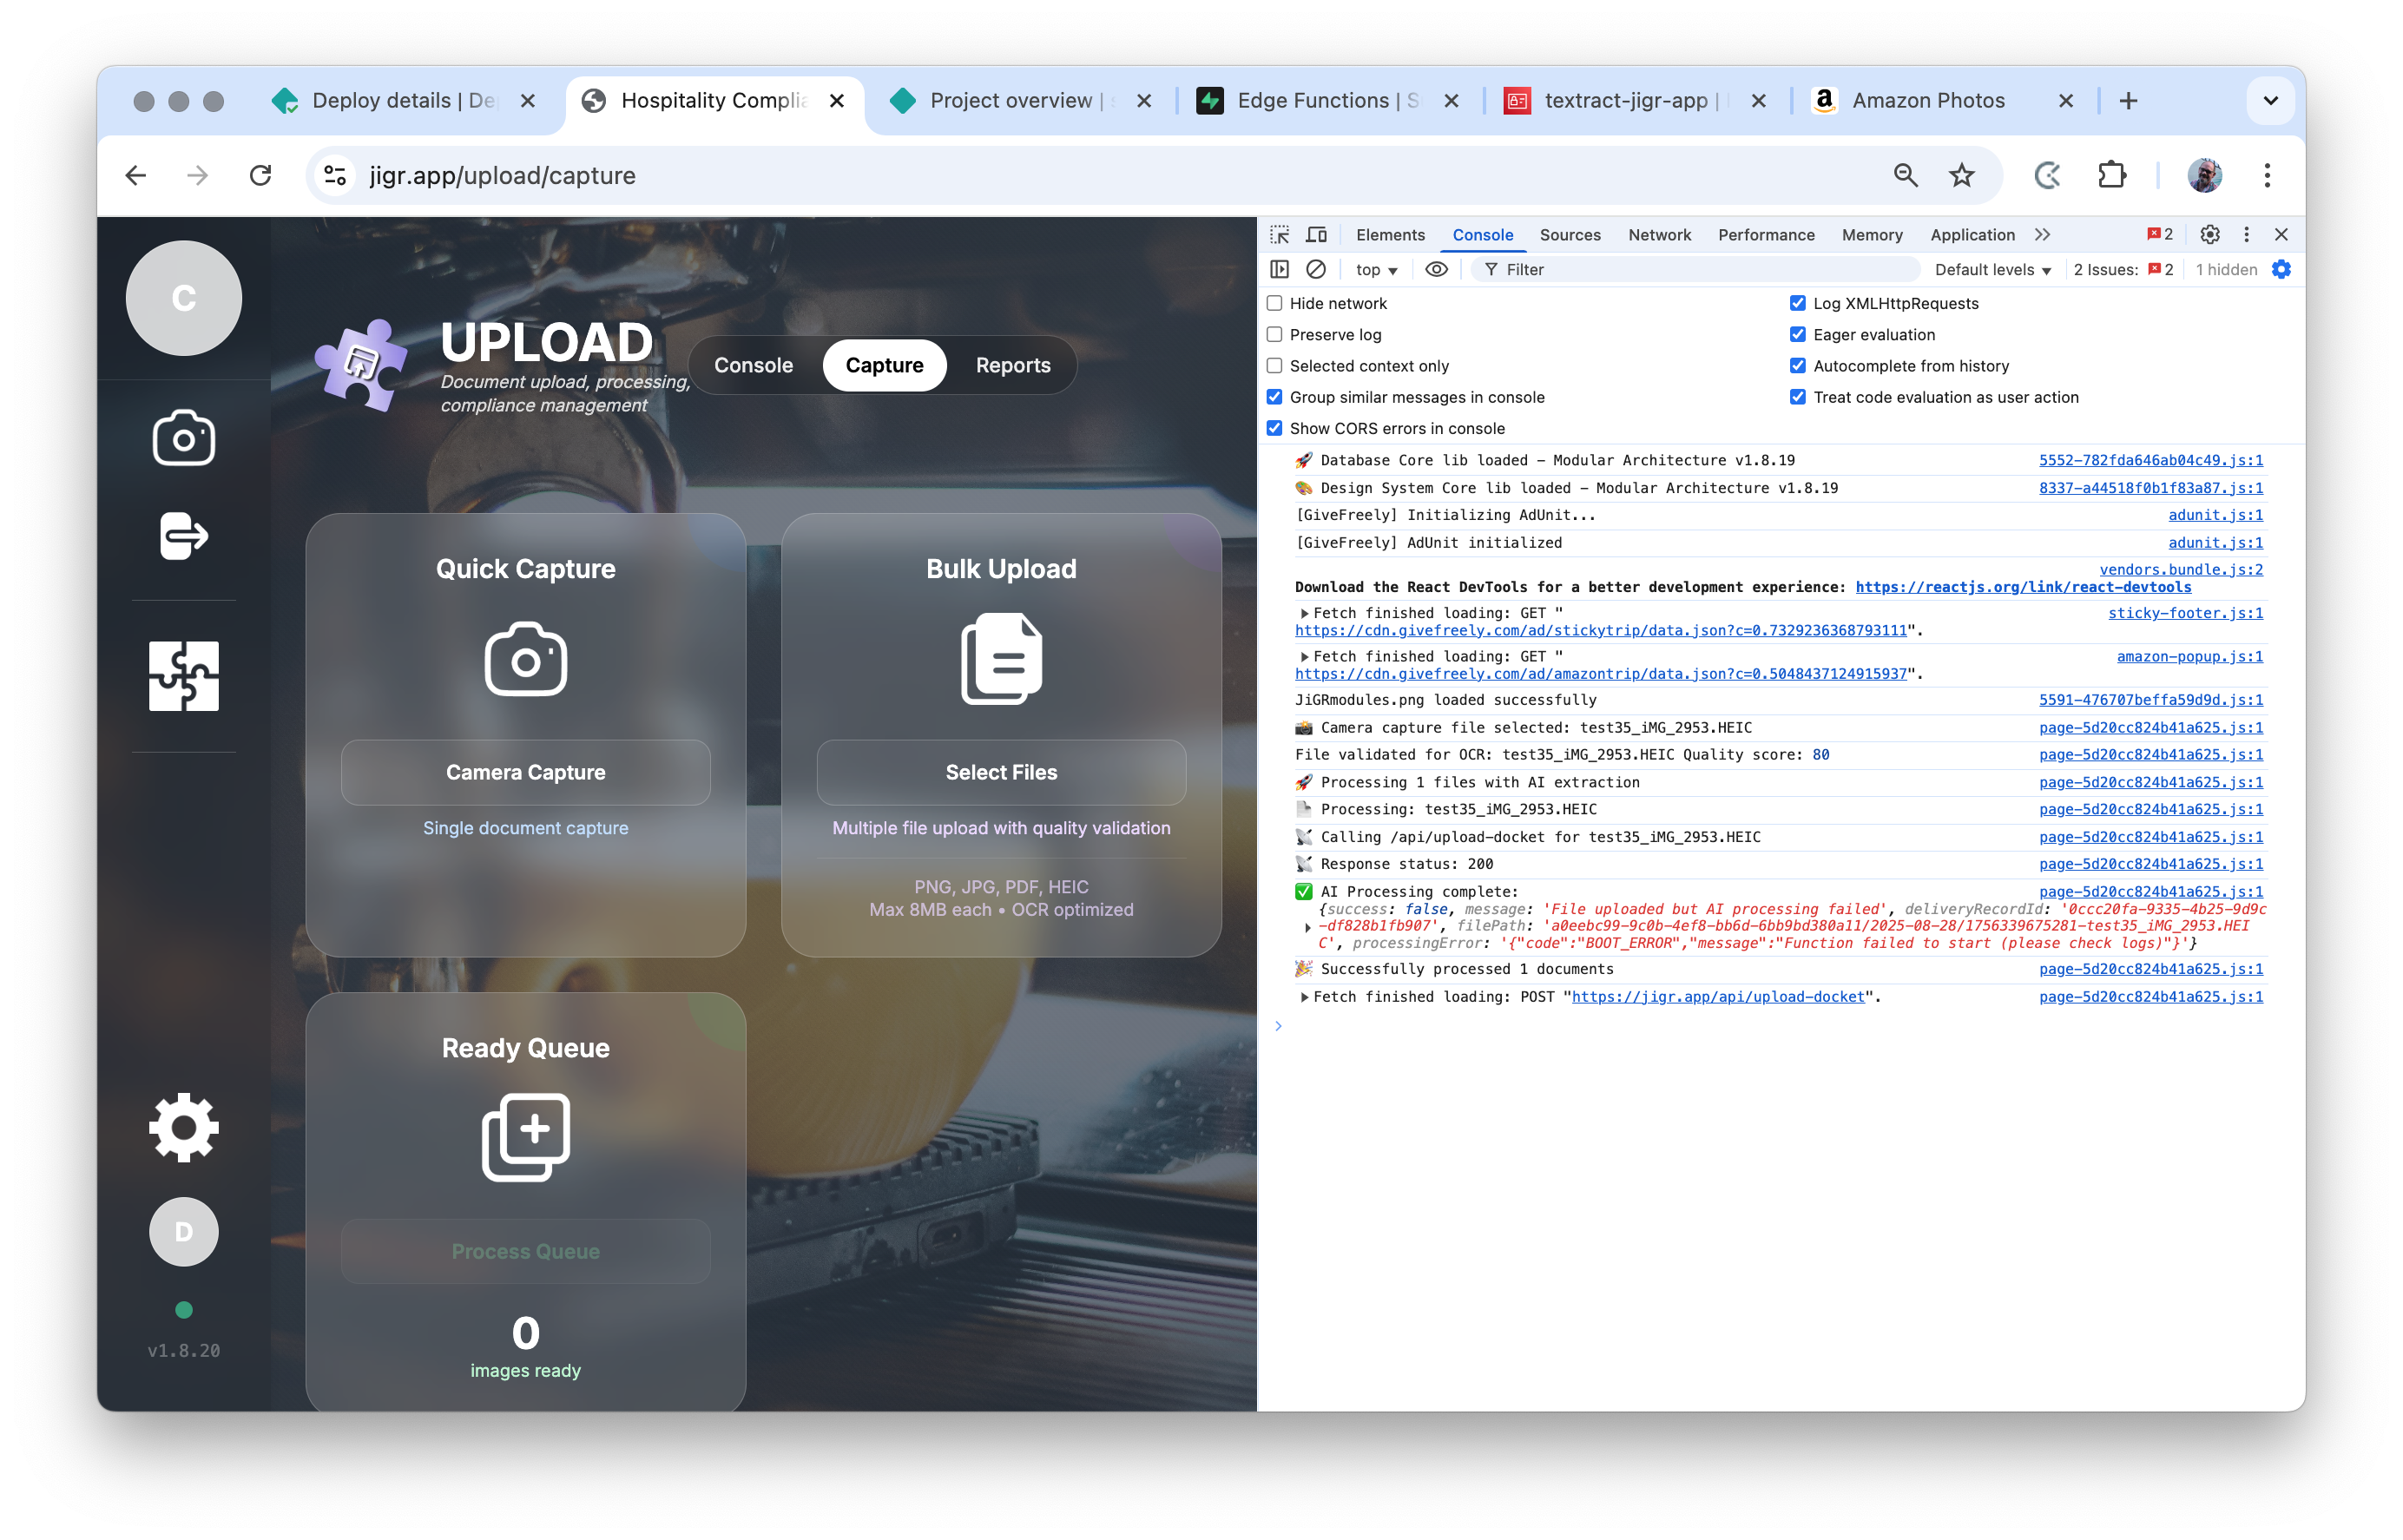 Deploy details | De
Hospitality Complia
Project overview |
Edge Functions | S
textract-jigr-app |
Amazon Photos
jigr.app/upload/capture
C
UPLOAD
Document upload, processing,
compliance management
Console
Capture
Reports
Quick Capture
Camera Capture
Single document capture
Bulk Upload
Select Files
Multiple file upload with quality validation
PNG, JPG, PDF, HEIC
Max 8MB each • OCR optimized
Ready Queue
Process Queue
0
images ready
D
v1.8.20
Elements
Console
Sources
Network
Performance
Memory
Application
2
top
Filter
Default levels
2 Issues:
2
1 hidden
Hide network
Log XMLHttpRequests
Preserve log
Eager evaluation
Selected context only
Autocomplete from history
Group similar messages in console
Treat code evaluation as user action
Show CORS errors in console
🚀 Database Core lib loaded - Modular Architecture v1.8.19 5552-782fda646ab04c49.js:1
🎨 Design System Core lib loaded - Modular Architecture v1.8.19 8337-a44518f0b1f83a87.js:1
[GiveFreely] Initializing AdUnit... adunit.js:1
[GiveFreely] AdUnit initialized adunit.js:1
vendors.bundle.js:2
Download the React DevTools for a better development experience: https://reactjs.org/link/react-devtools
Fetch finished loading: GET " sticky-footer.js:1
https://cdn.givefreely.com/ad/stickytrip/data.json?c=0.7329236368793111".
Fetch finished loading: GET " amazon-popup.js:1
https://cdn.givefreely.com/ad/amazontrip/data.json?c=0.5048437124915937".
JiGRmodules.png loaded successfully 5591-476707beffa59d9d.js:1
📸 Camera capture file selected: test35_iMG_2953.HEIC page-5d20cc824b41a625.js:1
File validated for OCR: test35_iMG_2953.HEIC Quality score: 80 page-5d20cc824b41a625.js:1
🚀 Processing 1 files with AI extraction page-5d20cc824b41a625.js:1
📄 Processing: test35_iMG_2953.HEIC page-5d20cc824b41a625.js:1
📡 Calling /api/upload-docket for test35_iMG_2953.HEIC page-5d20cc824b41a625.js:1
📡 Response status: 200 page-5d20cc824b41a625.js:1
✅ AI Processing complete: page-5d20cc824b41a625.js:1
{success: false, message: 'File uploaded but AI processing failed', deliveryRecordId: '0ccc20fa-9335-4b25-9d9c
-df828b1fb907', filePath: 'a0eebc99-9c0b-4ef8-bb6d-6bb9bd380a11/2025-08-28/1756339675281-test35_iMG_2953.HEI
C', processingError: '{"code":"BOOT_ERROR","message":"Function failed to start (please check logs)"}'}
🎉 Successfully processed 1 documents page-5d20cc824b41a625.js:1
Fetch finished loading: POST "https://jigr.app/api/upload-docket". page-5d20cc824b41a625.js:1